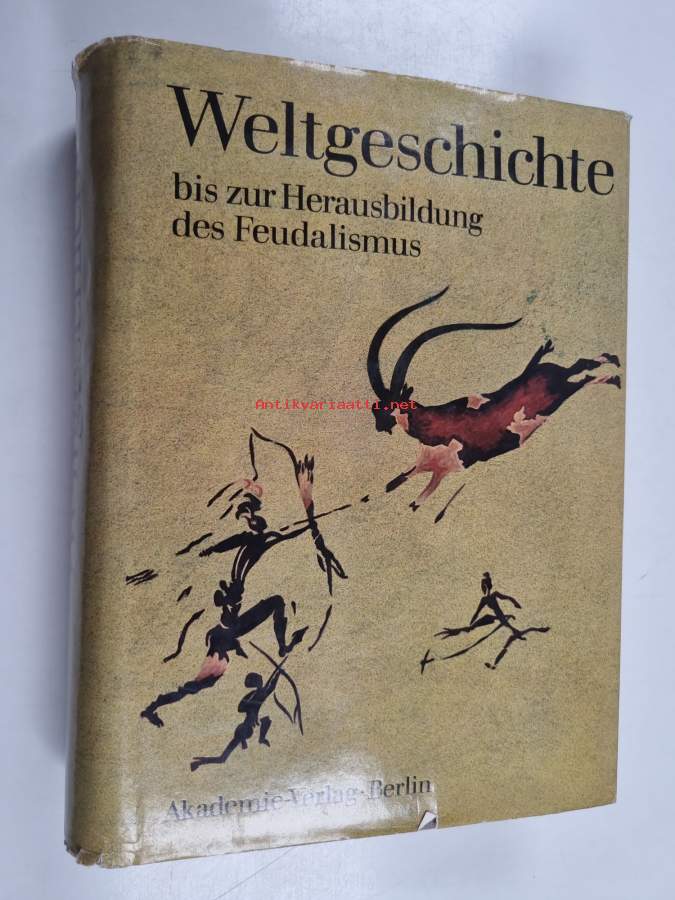 Weltgeschichte
bis zur Herausbildung
des Feudalismus
Antikvariaatti.net
Akademie-Verlag·Berlin